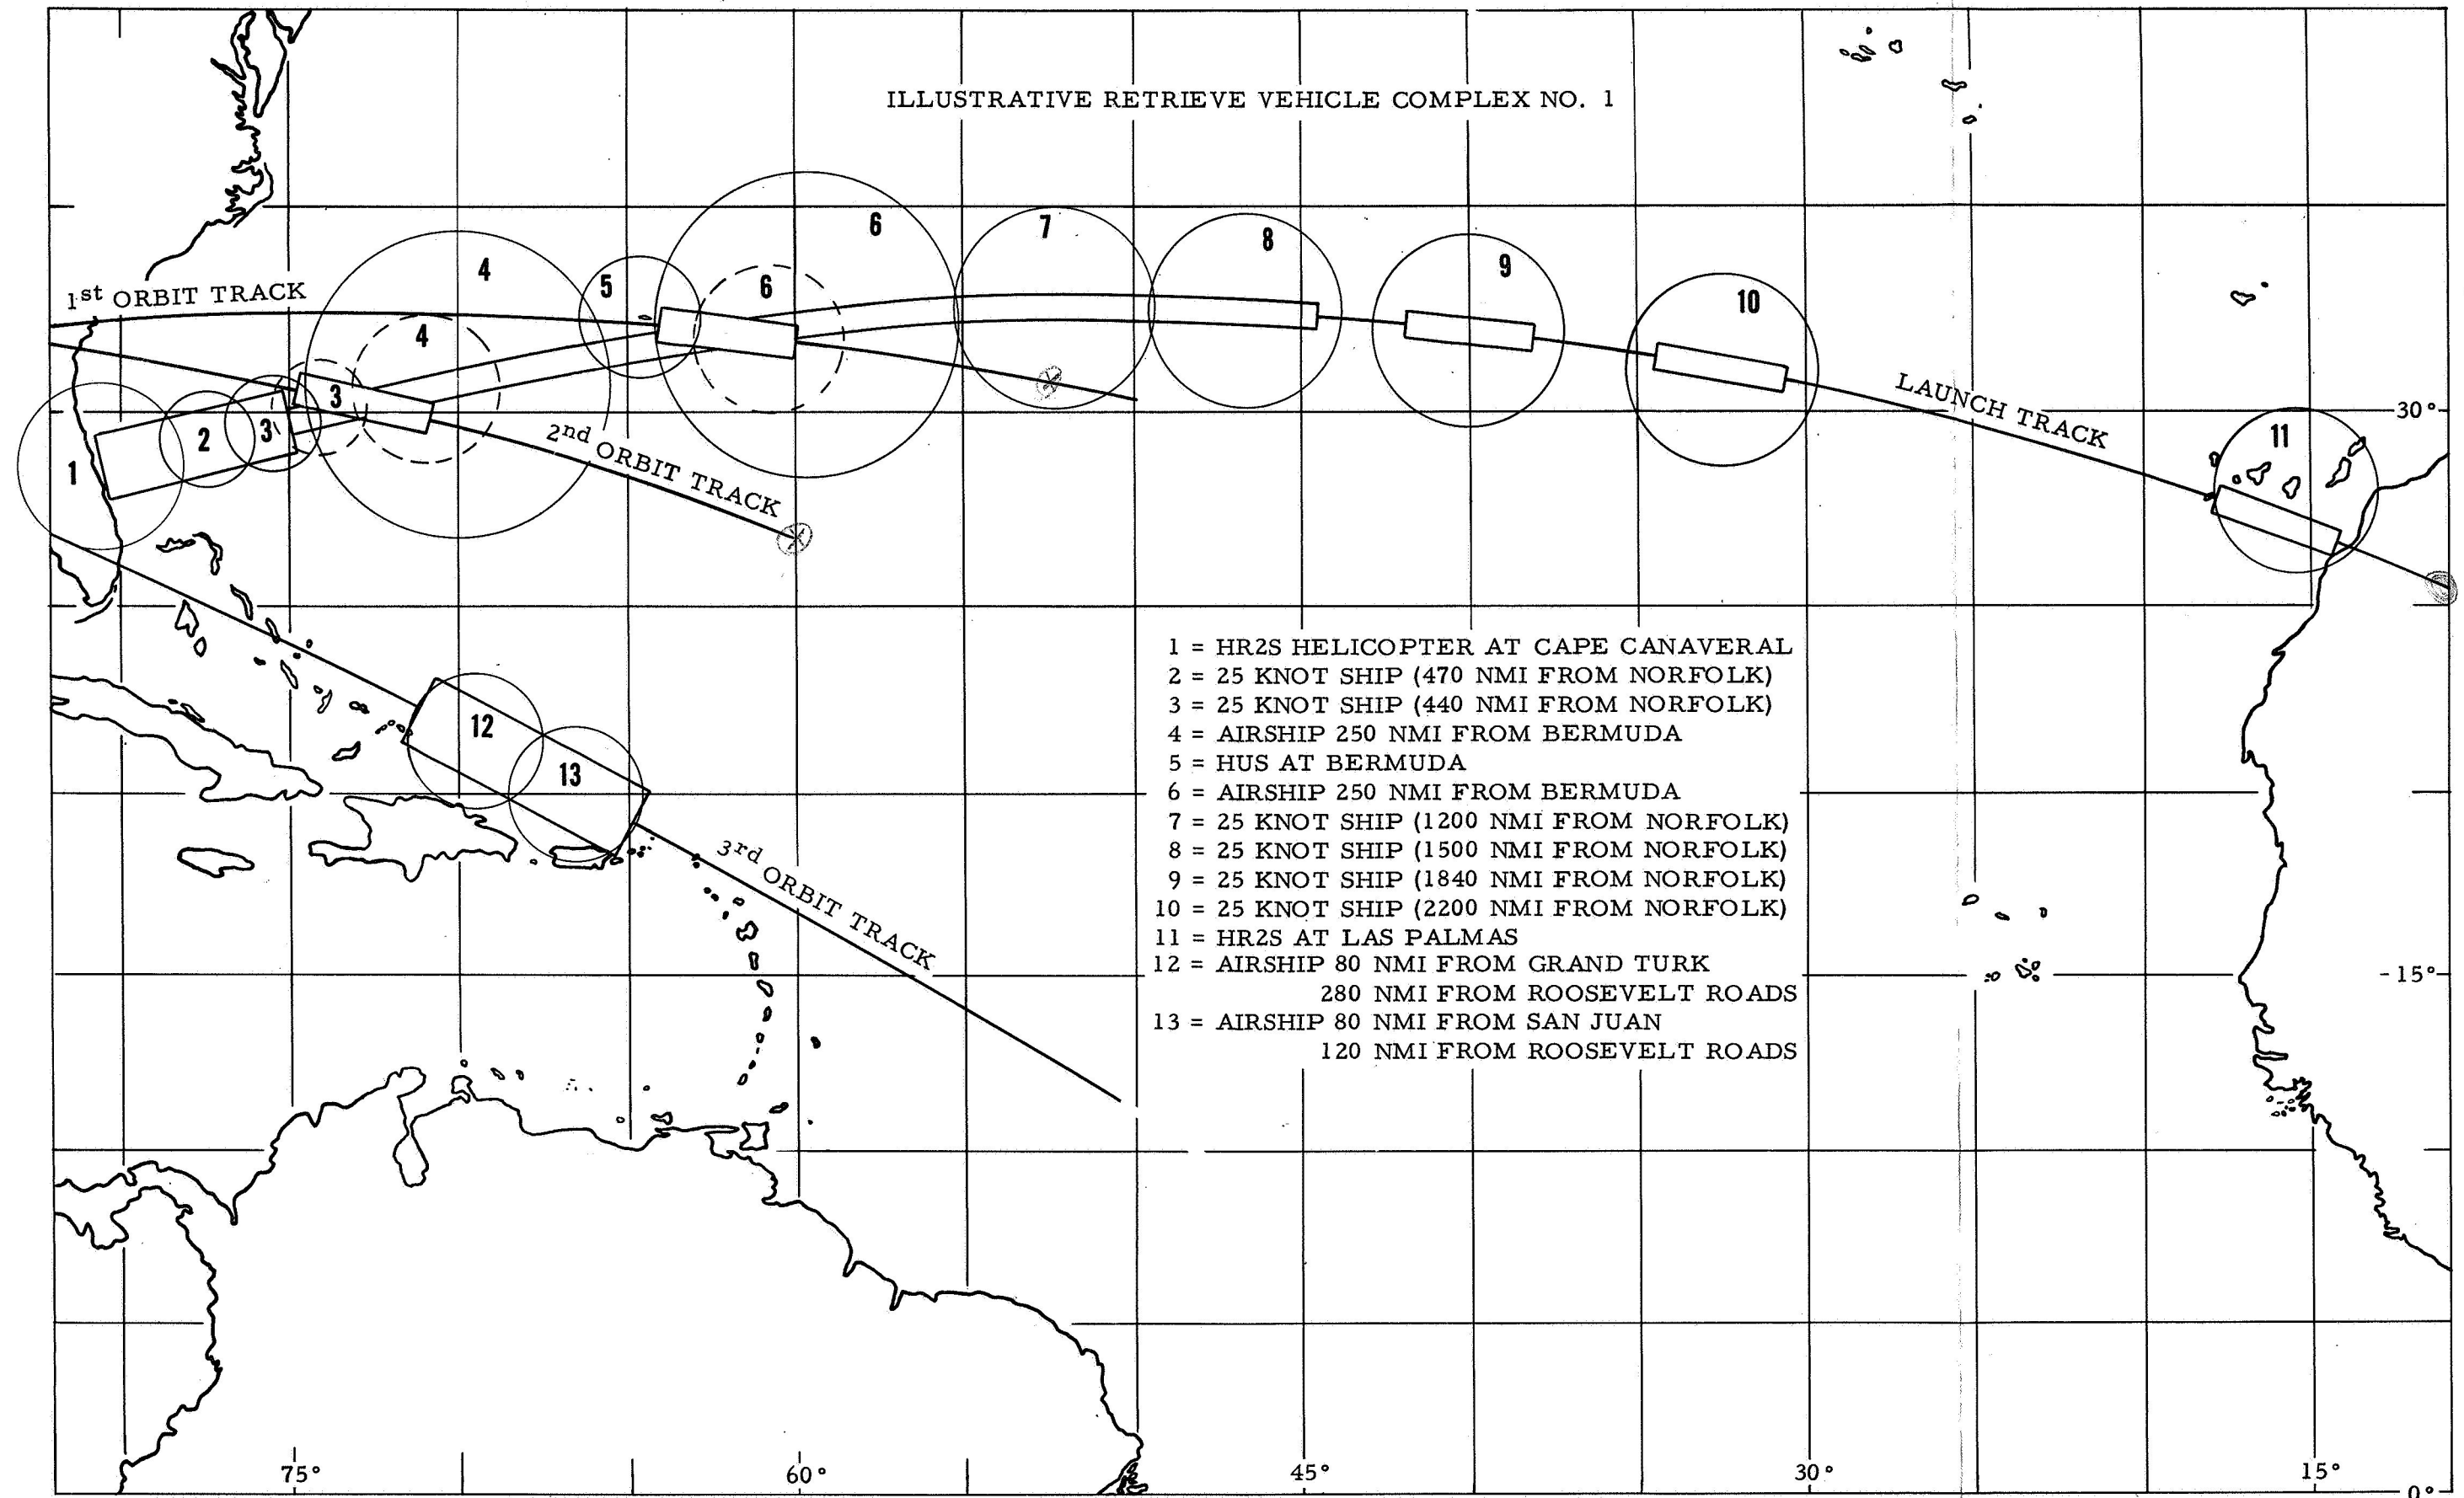 ILLUSTRATIVE RETRIEVE VEHICLE COMPLEX NO. 1
6
7
8
4
9
5
6
1st ORBIT TRACK
10
4
LAUNCH TRACK
3
30°
2
3
11
1
2nd ORBIT TRACK
1 = HR2S HELICOPTER AT CAPE CANAVERAL
2 = 25 KNOT SHIP (470 NMI FROM NORFOLK)
3 = 25 KNOT SHIP (440 NMI FROM NORFOLK)
4 = AIRSHIP 250 NMI FROM BERMUDA
5 = HUS AT BERMUDA
6 = AIRSHIP 250 NMI FROM BERMUDA
7 = 25 KNOT SHIP (1200 NMI FROM NORFOLK)
8 = 25 KNOT SHIP (1500 NMI FROM NORFOLK)
9 = 25 KNOT SHIP (1840 NMI FROM NORFOLK)
10 = 25 KNOT SHIP (2200 NMI FROM NORFOLK)
11 = HR2S AT LAS PALMAS
12 = AIRSHIP 80 NMI FROM GRAND TURK
280 NMI FROM ROOSEVELT ROADS
13 = AIRSHIP 80 NMI FROM SAN JUAN
120 NMI FROM ROOSEVELT ROADS
12
13
3rd ORBIT TRACK
15°
75°
60°
45°
30°
15°
0°